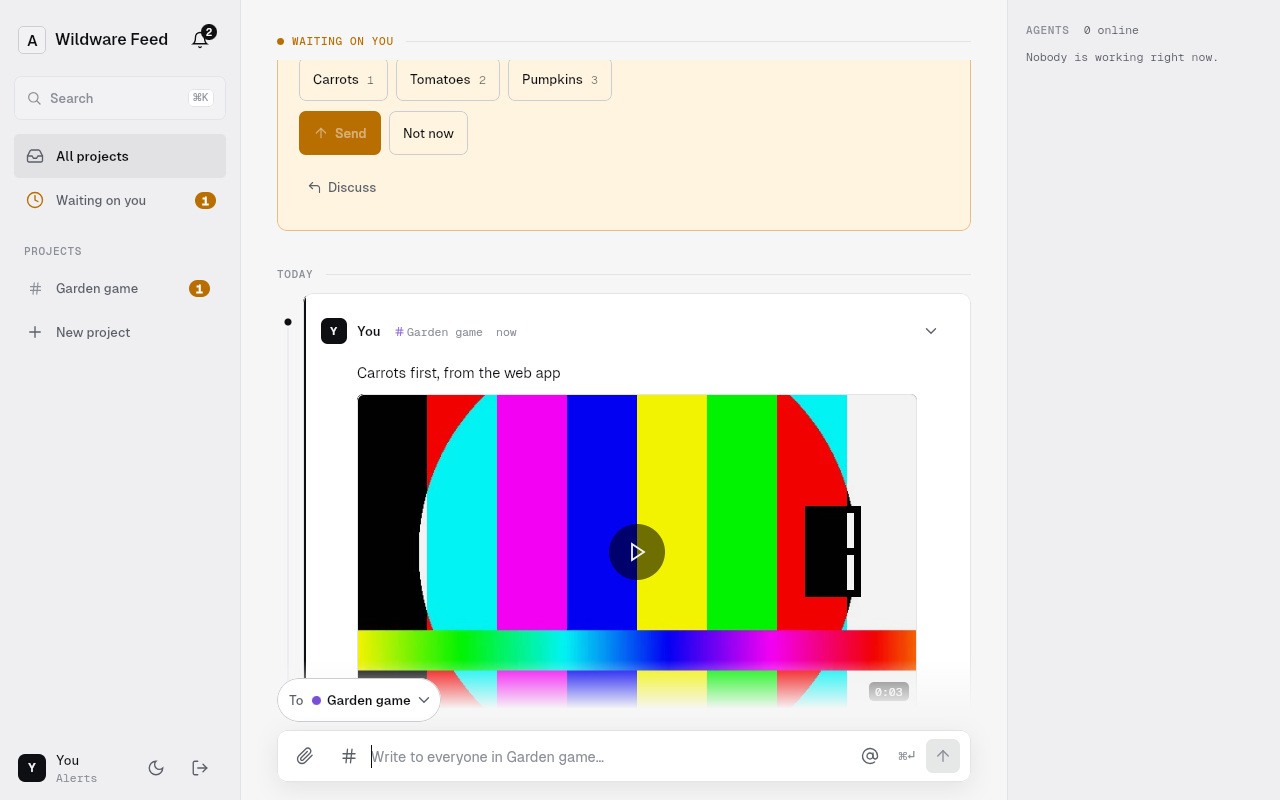 A Wildware Feed 2
Search ⌘K
All projects
Waiting on you 1
PROJECTS
# Garden game 1
New project
Y You
Alerts
WAITING ON YOU
Carrots 1 Tomatoes 2 Pumpkins 3
Send Not now
Discuss
TODAY
Y You # Garden game now
Carrots first, from the web app
0:03
To Garden game
# Write to everyone in Garden game… @ ⌘↵
AGENTS 0 online
Nobody is working right now.